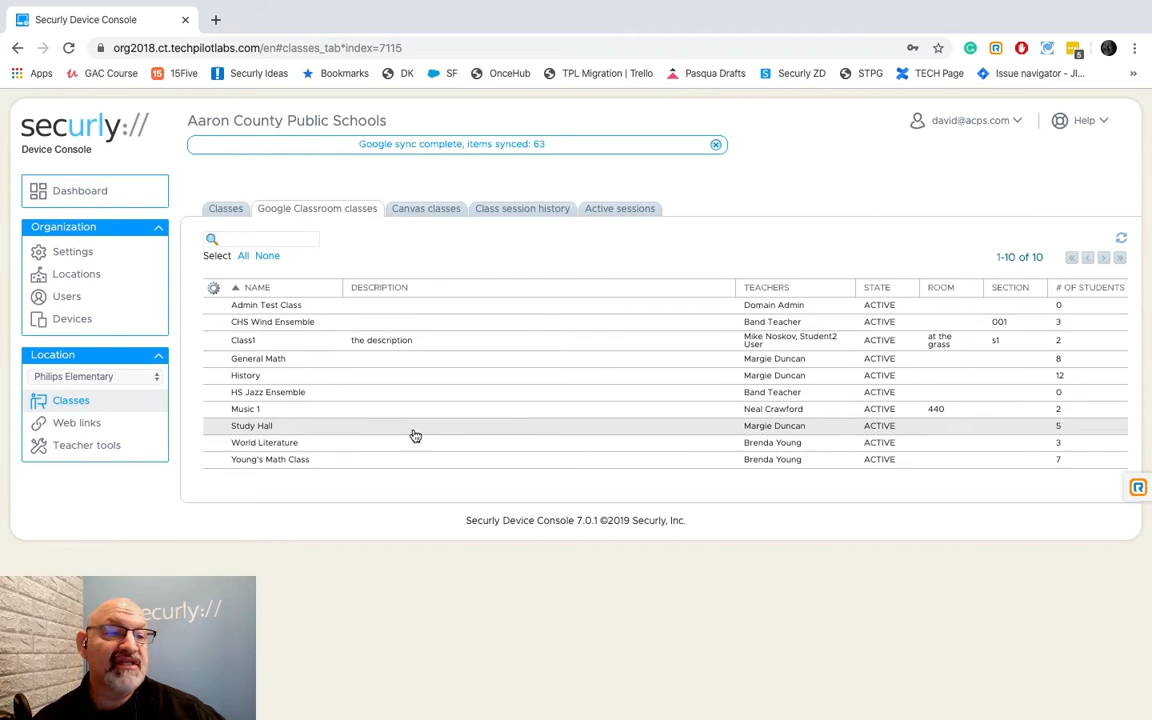 Securly Device Console
org2018.ct.techpilotlabs.com/en#classes_tab*index=7115
Apps GAC Course 15 15Five Securly Ideas Bookmarks DK SF OnceHub TPL Migration | Trello Pasqua Drafts Securly ZD STPG TECH Page Issue navigator - JI... »
5
securly://
Device Console
Aaron County Public Schools
david@acps.com
Help
Google sync complete, items synced: 63
Dashboard
Organization
Settings
Locations
Users
Devices
Location
Philips Elementary
Classes
Web links
Teacher tools
Classes Google Classroom classes Canvas classes Class session history Active sessions
Select All None
1-10 of 10
NAME DESCRIPTION TEACHERS STATE ROOM SECTION # OF STUDENTS
Admin Test Class Domain Admin ACTIVE 0
CHS Wind Ensemble Band Teacher ACTIVE 001 3
Class1 the description Mike Noskov, Student2 User ACTIVE at the grass s1 2
General Math Margie Duncan ACTIVE 8
History Margie Duncan ACTIVE 12
HS Jazz Ensemble Band Teacher ACTIVE 0
Music 1 Neal Crawford ACTIVE 440 2
Study Hall Margie Duncan ACTIVE 5
World Literature Brenda Young ACTIVE 3
Young's Math Class Brenda Young ACTIVE 7
Securly Device Console 7.0.1 ©2019 Securly, Inc.
securly://